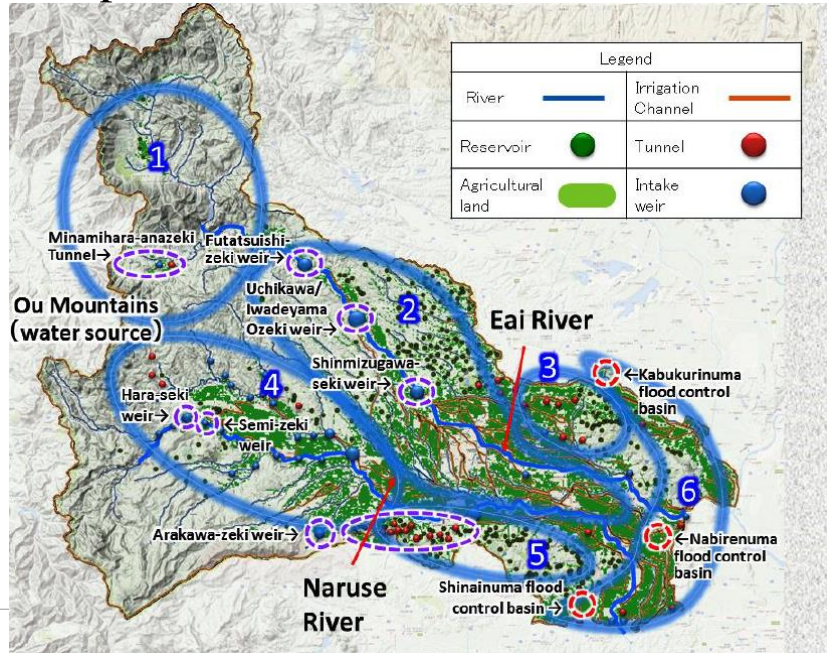 Legend
River
Irrigation
Channel
Reservoir
Tunnel
Agricultural
land
Intake
weir
1
Minamihara-anazeki
Tunnel→
Futatsuishi-
zeki weir→
Ou Mountains
(water source)
Uchikawa/
Iwadeyama
Ozeki weir→
2
Eai River
Shinmizugawa-
seki weir→
3
←Kabukurinuma
flood control
basin
4
Hara-seki
weir→
←Semi-zeki
weir
6
Arakawa-zeki weir→
5
←Nabirenuma
flood control
basin
Naruse
River
Shinainuma flood
control basin→